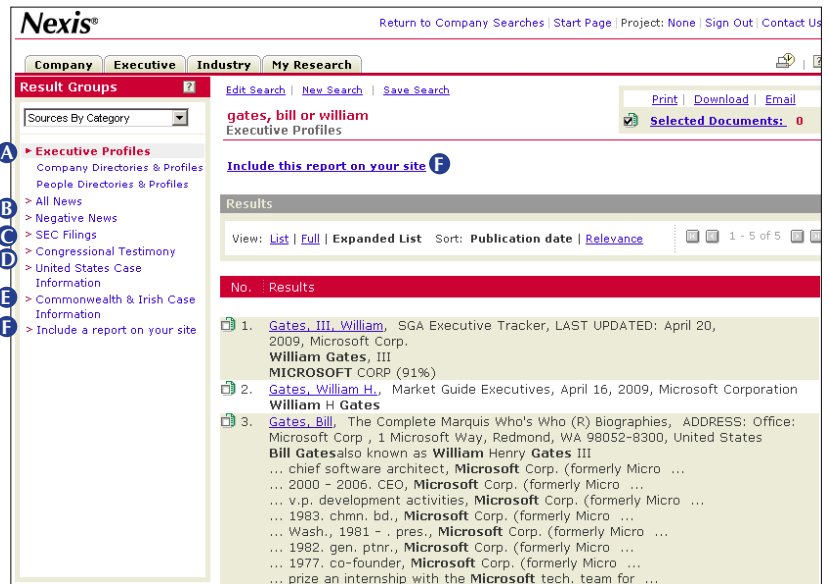 Nexis®
Return to Company Searches | Start Page | Project: None | Sign Out | Contact Us
Company Executive Industry My Research
Result Groups ?
Sources By Category
A Executive Profiles
Company Directories & Profiles
People Directories & Profiles
B > All News
> Negative News
C > SEC Filings
D > Congressional Testimony
> United States Case
Information
E > Commonwealth & Irish Case
Information
F > Include a report on your site
Edit Search | New Search | Save Search
gates, bill or william
Executive Profiles
Print | Download | Email
Selected Documents: 0
Include this report on your site F
Results
View: List | Full | Expanded List Sort: Publication date | Relevance
1 - 5 of 5
No. Results
1. Gates, III, William, SGA Executive Tracker, LAST UPDATED: April 20,
2009, Microsoft Corp.
William Gates, III
MICROSOFT CORP (91%)
2. Gates, William H., Market Guide Executives, April 16, 2009, Microsoft Corporation
William H Gates
3. Gates, Bill, The Complete Marquis Who's Who (R) Biographies, ADDRESS: Office:
Microsoft Corp , 1 Microsoft Way, Redmond, WA 98052-8300, United States
Bill Gatesalso known as William Henry Gates III
... chief software architect, Microsoft Corp. (formerly Micro ...
... 2000 - 2006. CEO, Microsoft Corp. (formerly Micro ...
... v.p. development activities, Microsoft Corp. (formerly Micro ...
... 1983. chmn. bd., Microsoft Corp. (formerly Micro ...
... Wash., 1981 - . pres., Microsoft Corp. (formerly Micro ...
... 1982. gen. ptnr., Microsoft Corp. (formerly Micro ...
... 1977. co-founder, Microsoft Corp. (formerly Micro ...
... prize an internship with the Microsoft tech. team for ...